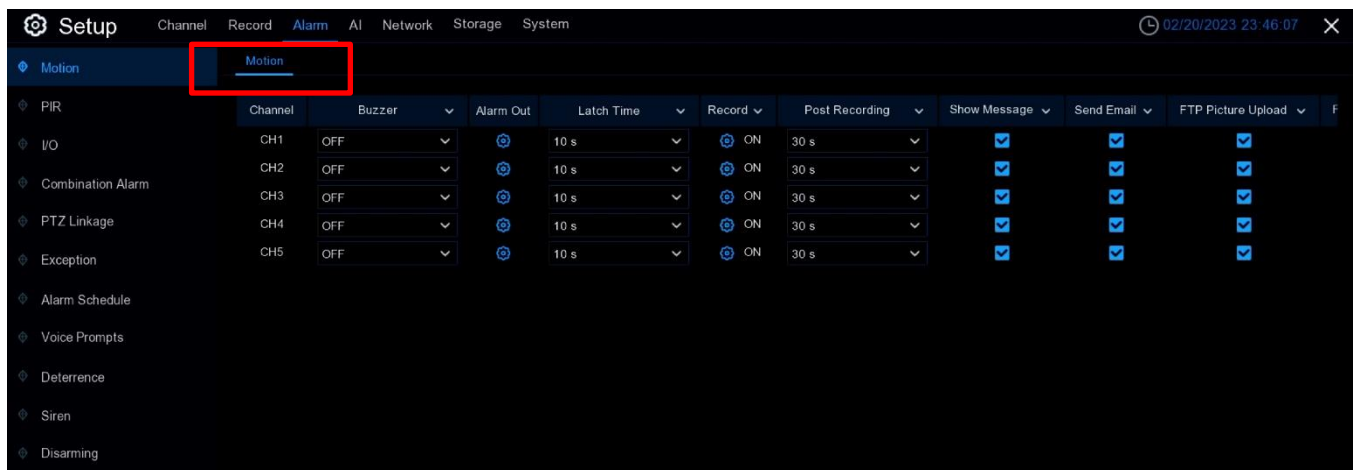 Setup Channel Record Alarm AI Network Storage System 02/20/2023 23:46:07
Motion
Motion
PIR
Channel Buzzer Alarm Out Latch Time Record Post Recording Show Message Send Email FTP Picture Upload F
I/O
CH1 OFF 10 s ON 30 s
CH2 OFF 10 s ON 30 s
Combination Alarm
CH3 OFF 10 s ON 30 s
PTZ Linkage
CH4 OFF 10 s ON 30 s
Exception
CH5 OFF 10 s ON 30 s
Alarm Schedule
Voice Prompts
Deterrence
Siren
Disarming